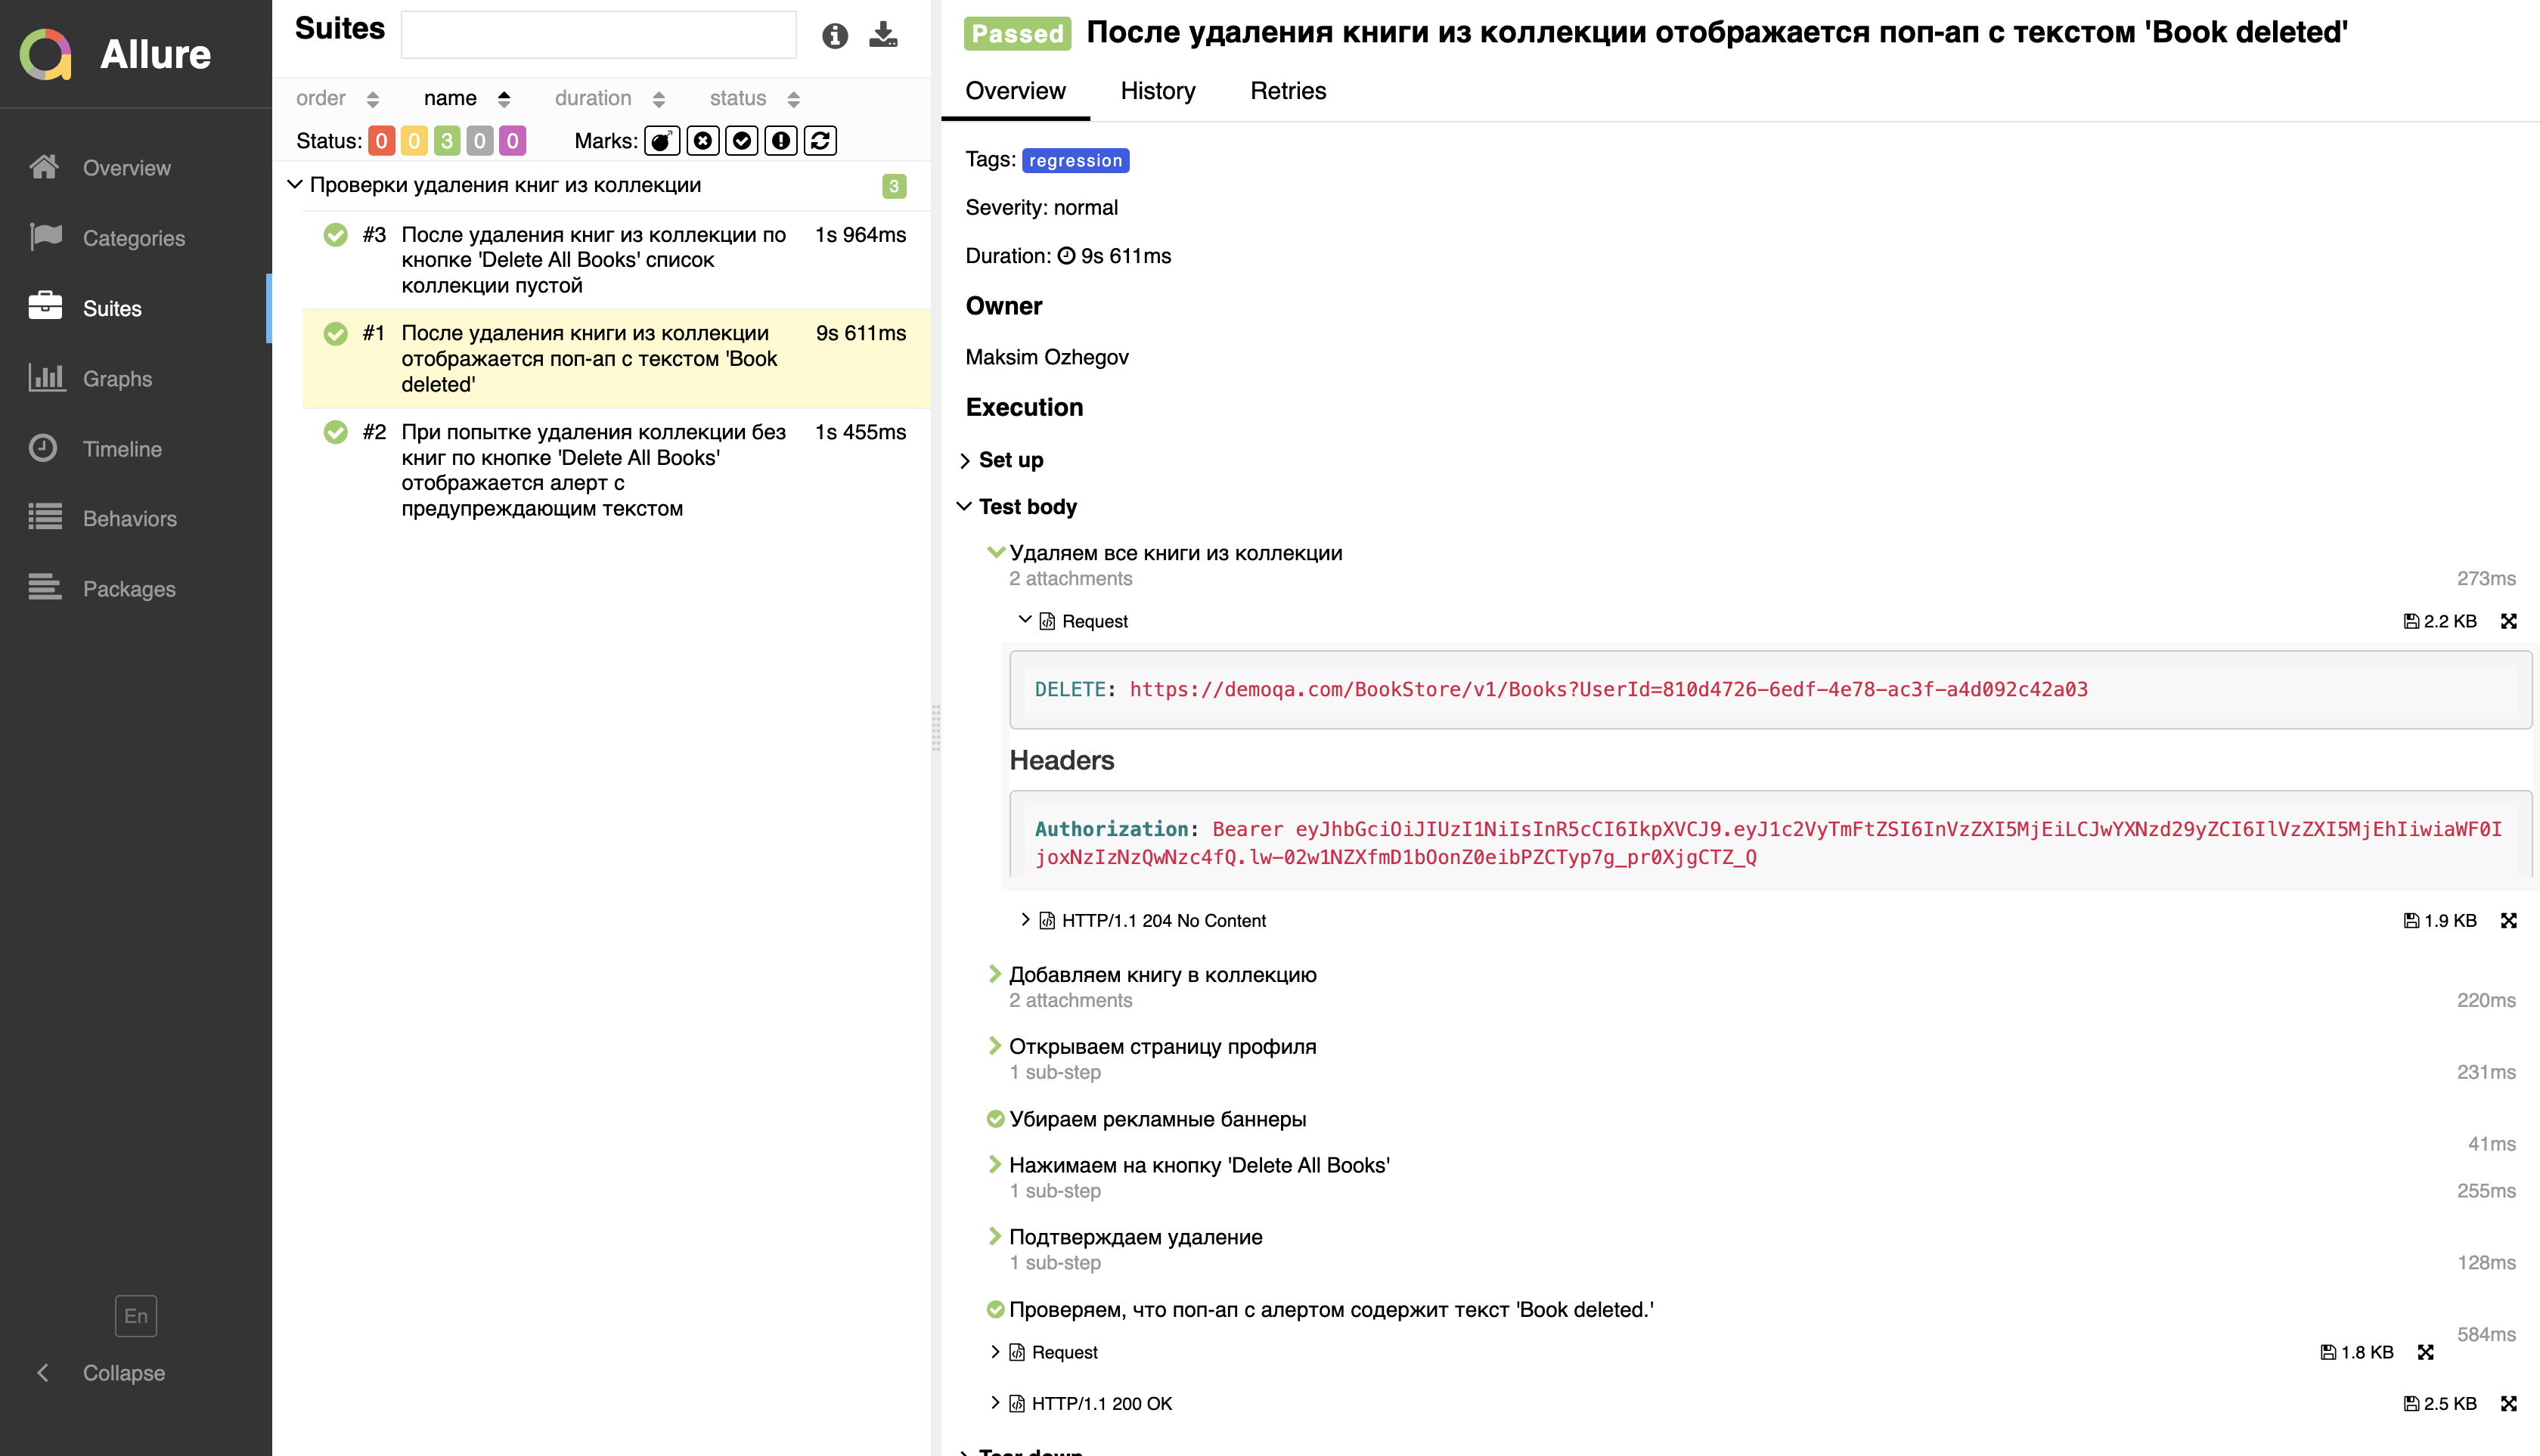 Allure
Overview
Categories
Suites
Graphs
Timeline
Behaviors
Packages
En
Collapse
Suites
order name duration status
Status: 0 0 3 0 0 Marks:
Проверки удаления книг из коллекции 3
#3 После удаления книг из коллекции по 1s 964ms
кнопке 'Delete All Books' список
коллекции пустой
#1 После удаления книги из коллекции 9s 611ms
отображается поп-ап с текстом 'Book
deleted'
#2 При попытке удаления коллекции без 1s 455ms
книг по кнопке 'Delete All Books'
отображается алерт с
предупреждающим текстом
Passed После удаления книги из коллекции отображается поп-ап с текстом 'Book deleted'
Overview History Retries
Tags: regression
Severity: normal
Duration: 9s 611ms
Owner
Maksim Ozhegov
Execution
Set up
Test body
Удаляем все книги из коллекции
2 attachments 273ms
Request 2.2 KB
DELETE: https://demoqa.com/BookStore/v1/Books?UserId=810d4726-6edf-4e78-ac3f-a4d092c42a03
Headers
Authorization: Bearer eyJhbGciOiJIUzI1NiIsInR5cCI6IkpXVCJ9.eyJ1c2VyTmFtZSI6InVzZXI5MjEiLCJwYXNzd29yZCI6IlVzZXI5MjEhIiwiaWF0I
joxNzIzNzQwNzc4fQ.lw-02w1NZXfmD1bOonZ0eibPZCTyp7g_pr0XjgCTZ_Q
HTTP/1.1 204 No Content 1.9 KB
Добавляем книгу в коллекцию
2 attachments 220ms
Открываем страницу профиля
1 sub-step 231ms
Убираем рекламные баннеры
41ms
Нажимаем на кнопку 'Delete All Books'
1 sub-step 255ms
Подтверждаем удаление
1 sub-step 128ms
Проверяем, что поп-ап с алертом содержит текст 'Book deleted.'
584ms
Request 1.8 KB
HTTP/1.1 200 OK 2.5 KB
Tear down